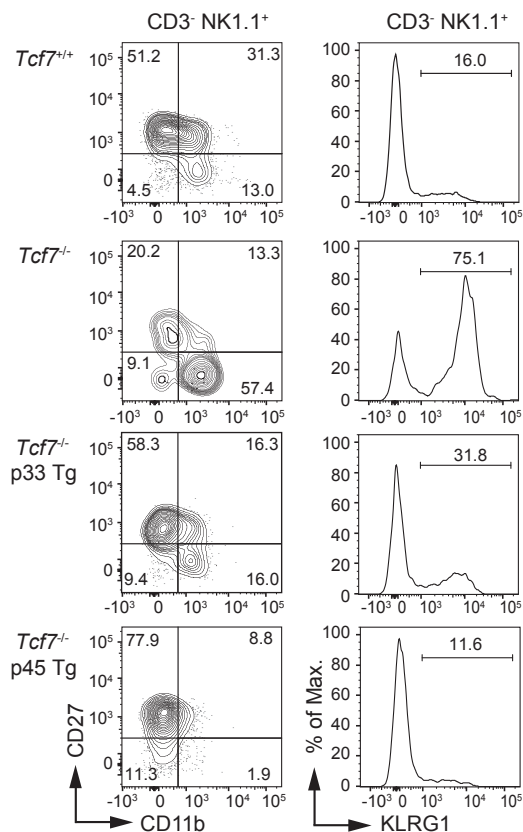 CD3- NK1.1+ CD3- NK1.1+
Tcf7+/+
51.2 31.3
4.5 13.0
10⁵
10⁴
10³
0
-10³ 0 10³ 10⁴ 10⁵
16.0
100
80
60
40
20
0
-10³ 0 10³ 10⁴ 10⁵
Tcf7-/-
20.2 13.3
9.1 57.4
10⁵
10⁴
10³
0
-10³ 0 10³ 10⁴ 10⁵
75.1
100
80
60
40
20
0
-10³ 0 10³ 10⁴ 10⁵
Tcf7-/-
p33 Tg
58.3 16.3
9.4 16.0
10⁵
10⁴
10³
0
-10³ 0 10³ 10⁴ 10⁵
31.8
100
80
60
40
20
0
-10³ 0 10³ 10⁴ 10⁵
Tcf7-/-
p45 Tg
77.9 8.8
11.3 1.9
10⁵
10⁴
10³
0
-10³ 0 10³ 10⁴ 10⁵
11.6
100
80
60
40
20
0
-10³ 0 10³ 10⁴ 10⁵
CD27
CD11b
% of Max.
KLRG1